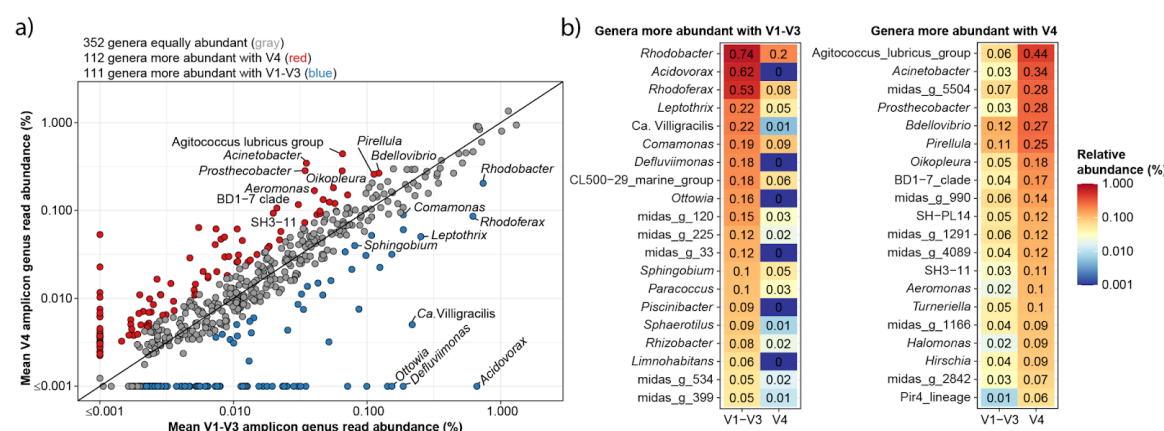 a)
352 genera equally abundant (gray)
112 genera more abundant with V4 (red)
111 genera more abundant with V1-V3 (blue)
Mean V4 amplicon genus read abundance (%)
1.000
0.100
0.010
≤0.001
Agitococcus lubricus group
Acinetobacter
Prosthecobacter
Oikopleura
Aeromonas
BD1-7 clade
SH3-11
Pirellula
Bdellovibrio
Rhodobacter
Comamonas
Rhodoferax
Leptothrix
Sphingobium
Ca.Villigracilis
Ottowia
Defluviimonas
Acidovorax
≤0.001
0.010
0.100
1.000
Mean V1-V3 amplicon genus read abundance (%)
b)
Genera more abundant with V1-V3
Rhodobacter 0.74 0.2
Acidovorax 0.62 0
Rhodoferax 0.53 0.08
Leptothrix 0.22 0.05
Ca. Villigracilis 0.22 0.01
Comamonas 0.19 0.09
Defluviimonas 0.18 0
CL500-29_marine_group 0.18 0.06
Ottowia 0.16 0
midas_g_120 0.15 0.03
midas_g_225 0.12 0.02
midas_g_33 0.12 0
Sphingobium 0.1 0.05
Paracoccus 0.1 0.03
Piscinibacter 0.09 0
Sphaerotilus 0.09 0.01
Rhizobacter 0.08 0.02
Limnohabitans 0.06 0
midas_g_534 0.05 0.02
midas_g_399 0.05 0.01
V1-V3 V4
Genera more abundant with V4
Agitococcus_lubricus_group 0.06 0.44
Acinetobacter 0.03 0.34
midas_g_5504 0.07 0.28
Prosthecobacter 0.03 0.28
Bdellovibrio 0.12 0.27
Pirellula 0.11 0.25
Oikopleura 0.05 0.18
BD1-7_clade 0.04 0.17
midas_g_990 0.06 0.14
SH-PL14 0.05 0.12
midas_g_1291 0.06 0.12
midas_g_4089 0.04 0.12
SH3-11 0.03 0.11
Aeromonas 0.02 0.1
Turneriella 0.05 0.1
midas_g_1166 0.04 0.09
Halomonas 0.02 0.09
Hirschia 0.04 0.09
midas_g_2842 0.03 0.07
Pir4_lineage 0.01 0.06
V1-V3 V4
Relative
abundance (%)
1.000
0.100
0.010
0.001